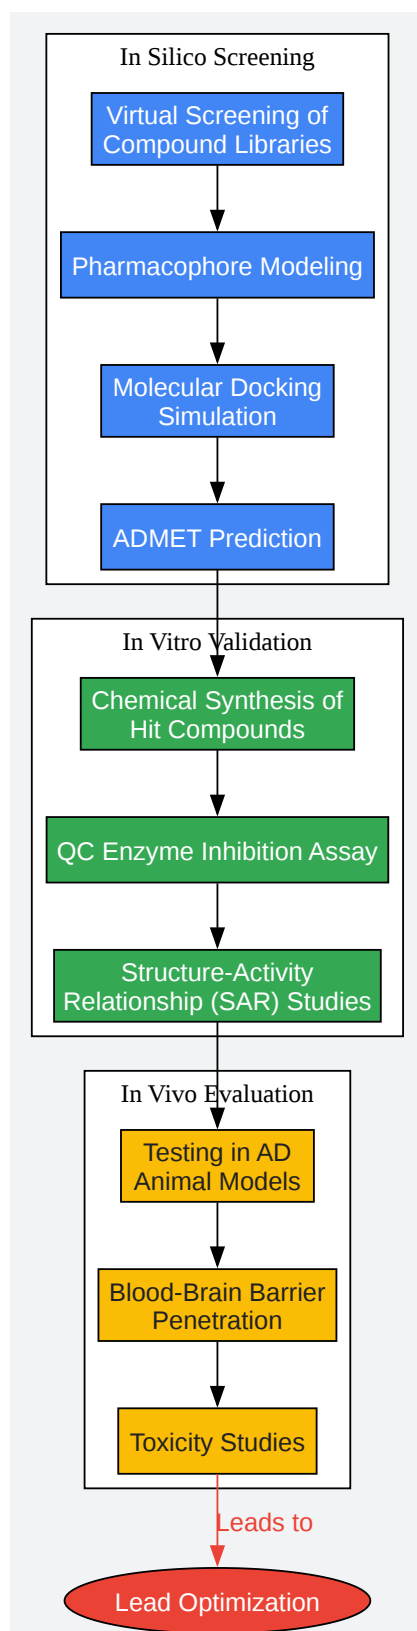 In Silico Screening
Virtual Screening of
Compound Libraries
Pharmacophore Modeling
Molecular Docking
Simulation
ADMET Prediction
In Vitro Validation
Chemical Synthesis of
Hit Compounds
QC Enzyme Inhibition Assay
Structure-Activity
Relationship (SAR) Studies
In Vivo Evaluation
Testing in AD
Animal Models
Blood-Brain Barrier
Penetration
Toxicity Studies
Leads to
Lead Optimization